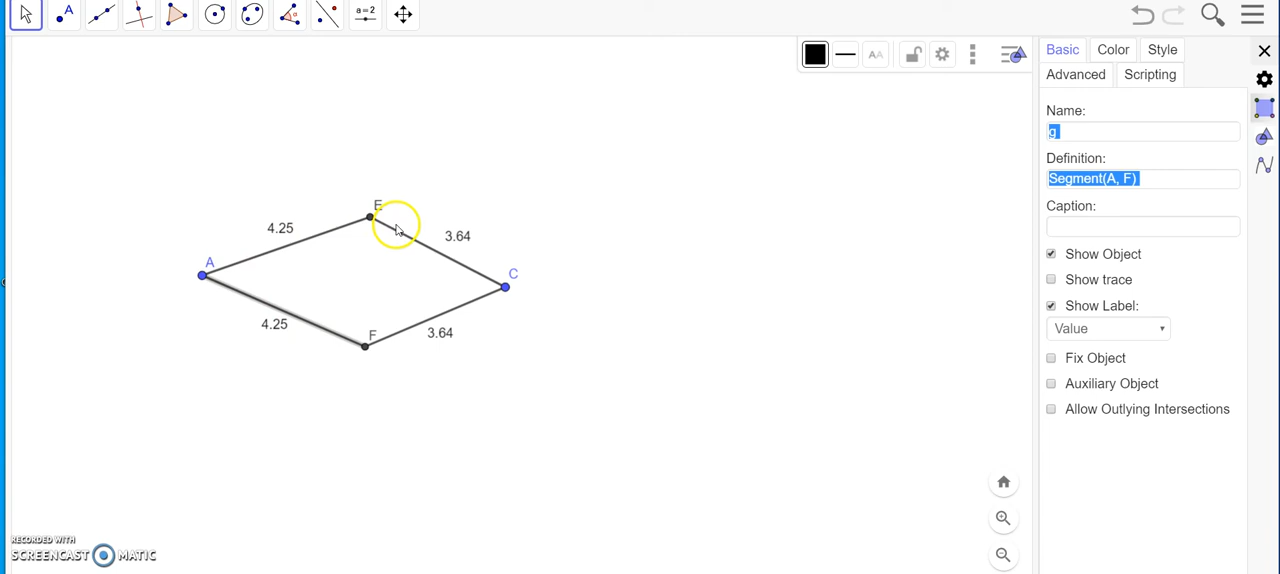 A
a = 2
AA
Basic Color Style
Advanced Scripting
Name:
g
Definition:
Segment(A, F)
Caption:
Show Object
Show trace
Show Label:
Value
Fix Object
Auxiliary Object
Allow Outlying Intersections
E
4.25
3.64
A
C
4.25
F
3.64
RECORDED WITH
SCREENCAST MATIC